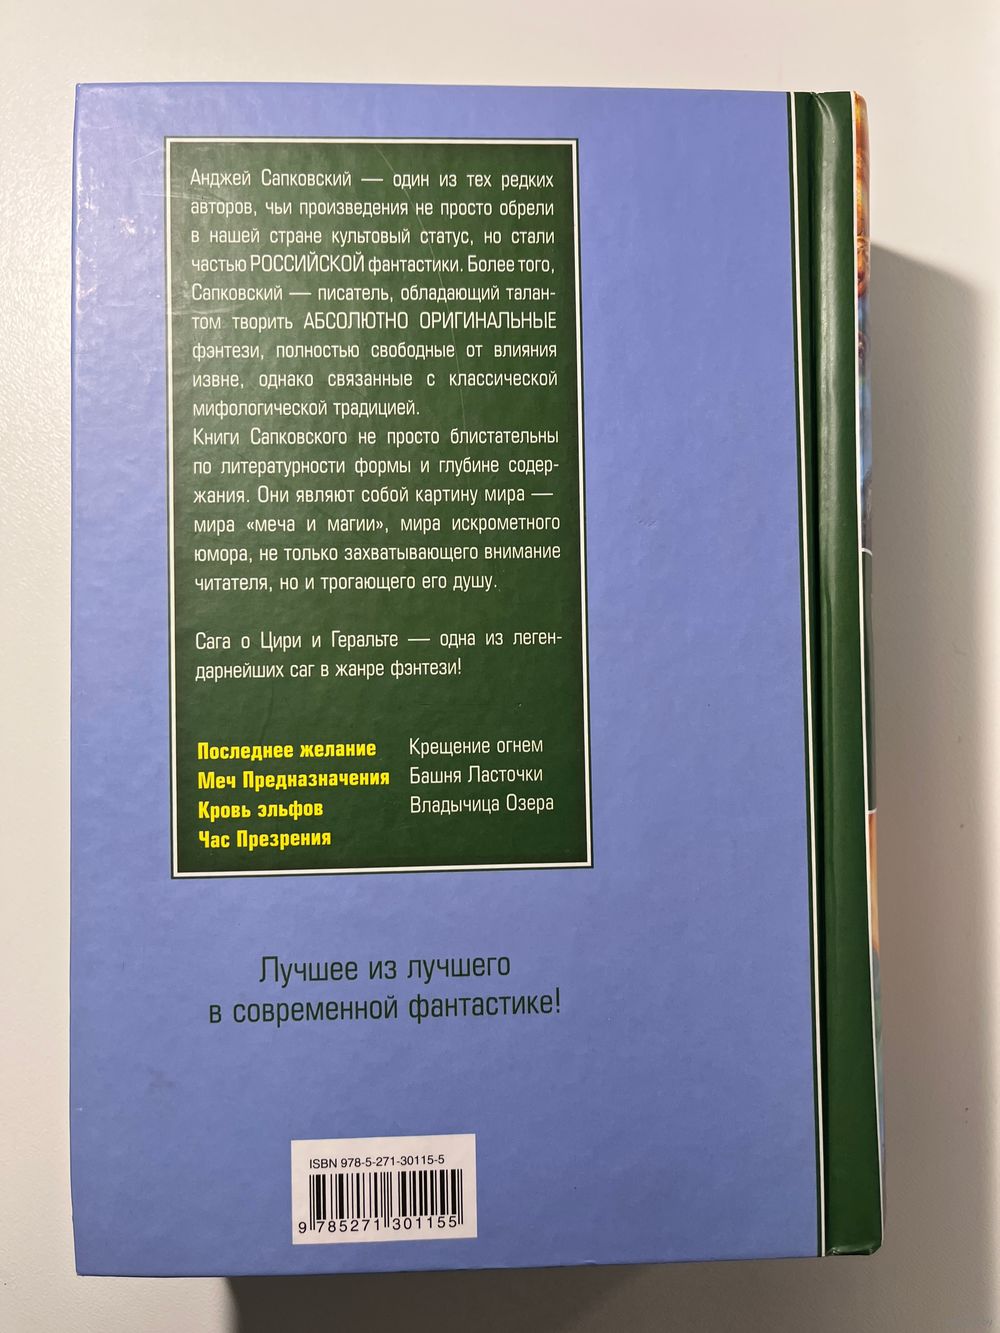 Анджей Сапковский — один из тех редких
авторов, чьи произведения не просто обрели
в нашей стране культовый статус, но стали
частью РОССИЙСКОЙ фантастики. Более того,
Сапковский — писатель, обладающий талан-
том творить АБСОЛЮТНО ОРИГИНАЛЬНЫЕ
фэнтези, полностью свободные от влияния
извне, однако связанные с классической
мифологической традицией.
Книги Сапковского не просто блистательны
по литературности формы и глубине содер-
жания. Они являют собой картину мира —
мира «меча и магии», мира искрометного
юмора, не только захватывающего внимание
читателя, но и трогающего его душу.
Сага о Цири и Геральте — одна из леген-
дарнейших саг в жанре фэнтези!
Последнее желание
Меч Предназначения
Кровь эльфов
Час Презрения
Крещение огнем
Башня Ласточки
Владычица Озера
Лучшее из лучшего
в современной фантастике!
ISBN 978-5-271-30115-5
9 785271 301155